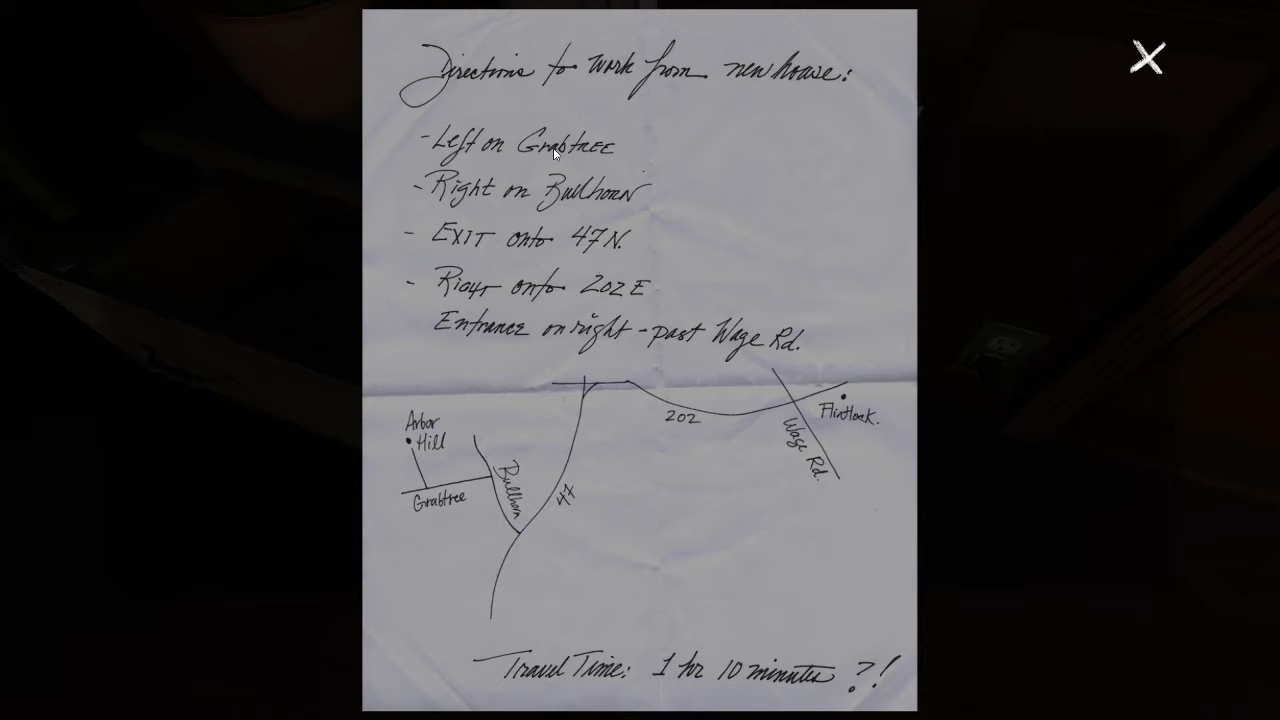 Directions to work from new house:
- Left on Grabtree
- Right on Bullhorn
- Exit onto 47 N.
- Right onto 202 E
Entrance on right - past Wage Rd.
Arbor
Hill
Grabtree
Bullhorn
47
202
Wage Rd.
Flintlock.
Travel Time: 1 hr 10 minutes ?!